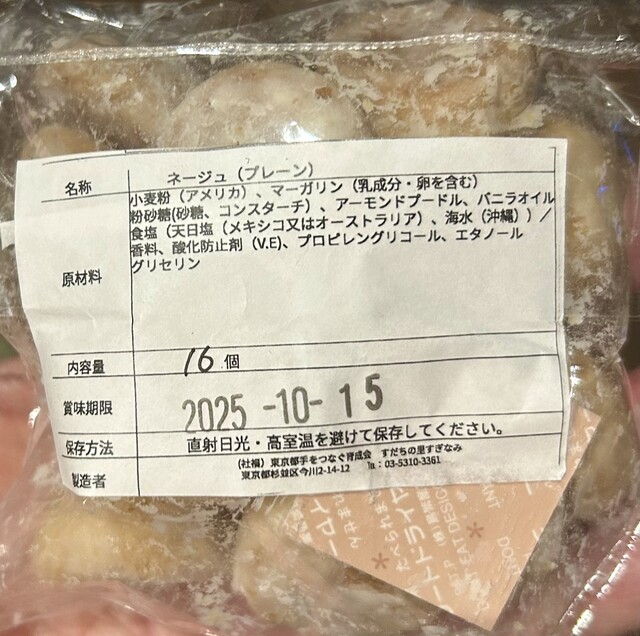 名称 ネージュ（プレーン）
原材料 小麦粉（アメリカ）、マーガリン（乳成分・卵を含む）
粉砂糖(砂糖、コンスターチ）、アーモンドプードル、バニラオイル
食塩（天日塩（メキシコ又はオーストラリア）、海水（沖縄））／
香料、酸化防止剤（V.E)、プロピレングリコール、エタノール
グリセリン
内容量 16 個
賞味期限 2025-10-15
保存方法 直射日光・高室温を避けて保存してください。
製造者 （社福）東京都手をつなぐ育成会 すだちの里すぎなみ
東京都杉並区今川2-14-12 ℡：03-5310-3361